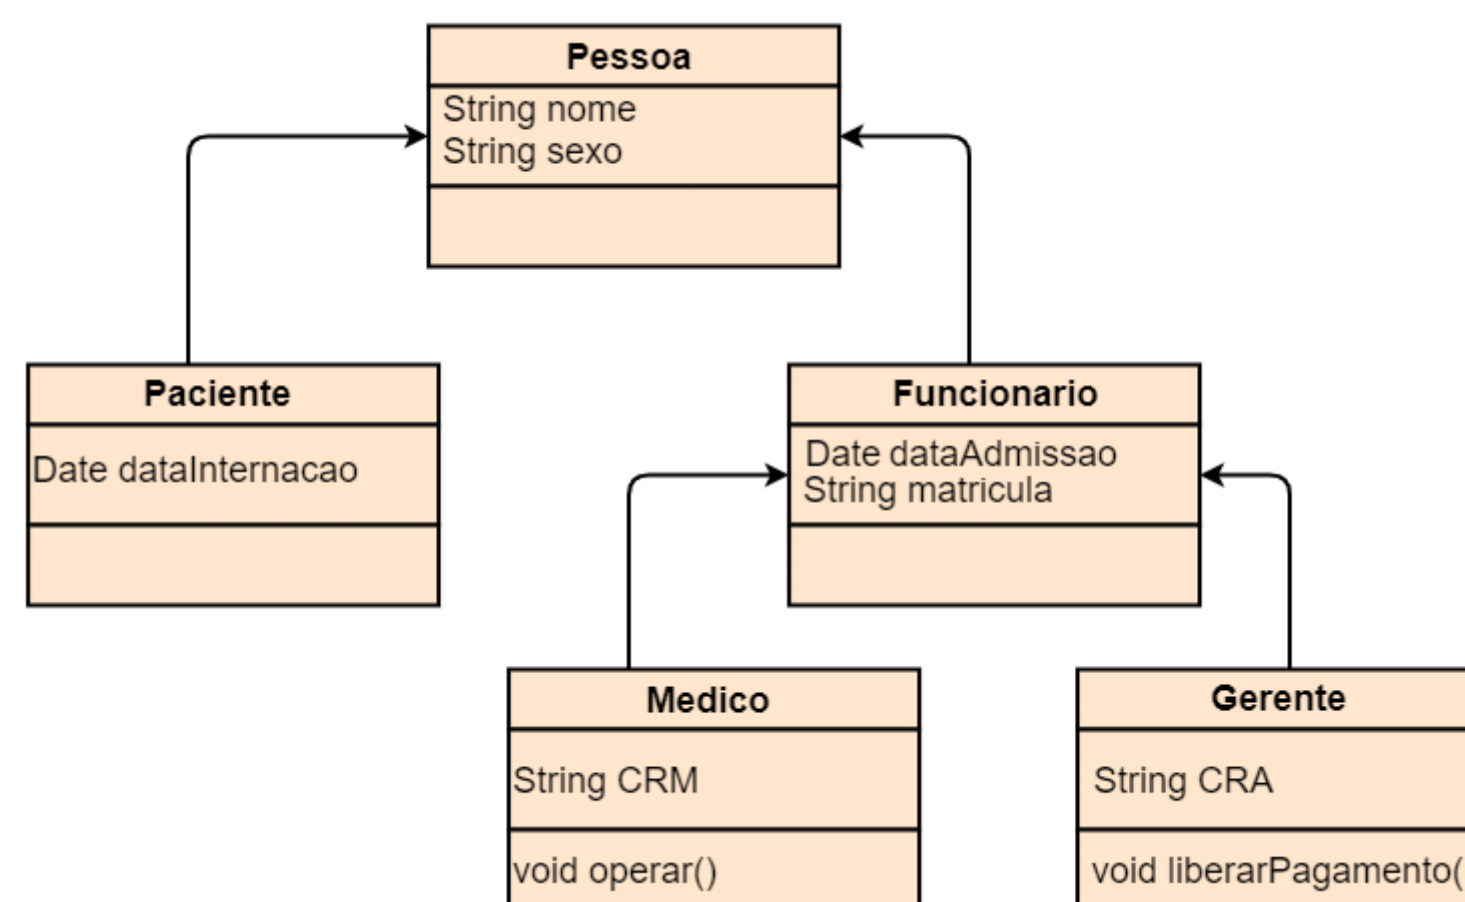 Pessoa
String nome
String sexo
Paciente
Date dataInternacao
Funcionario
Date dataAdmissao
String matricula
Medico
String CRM
void operar()
Gerente
String CRA
void liberarPagamento(